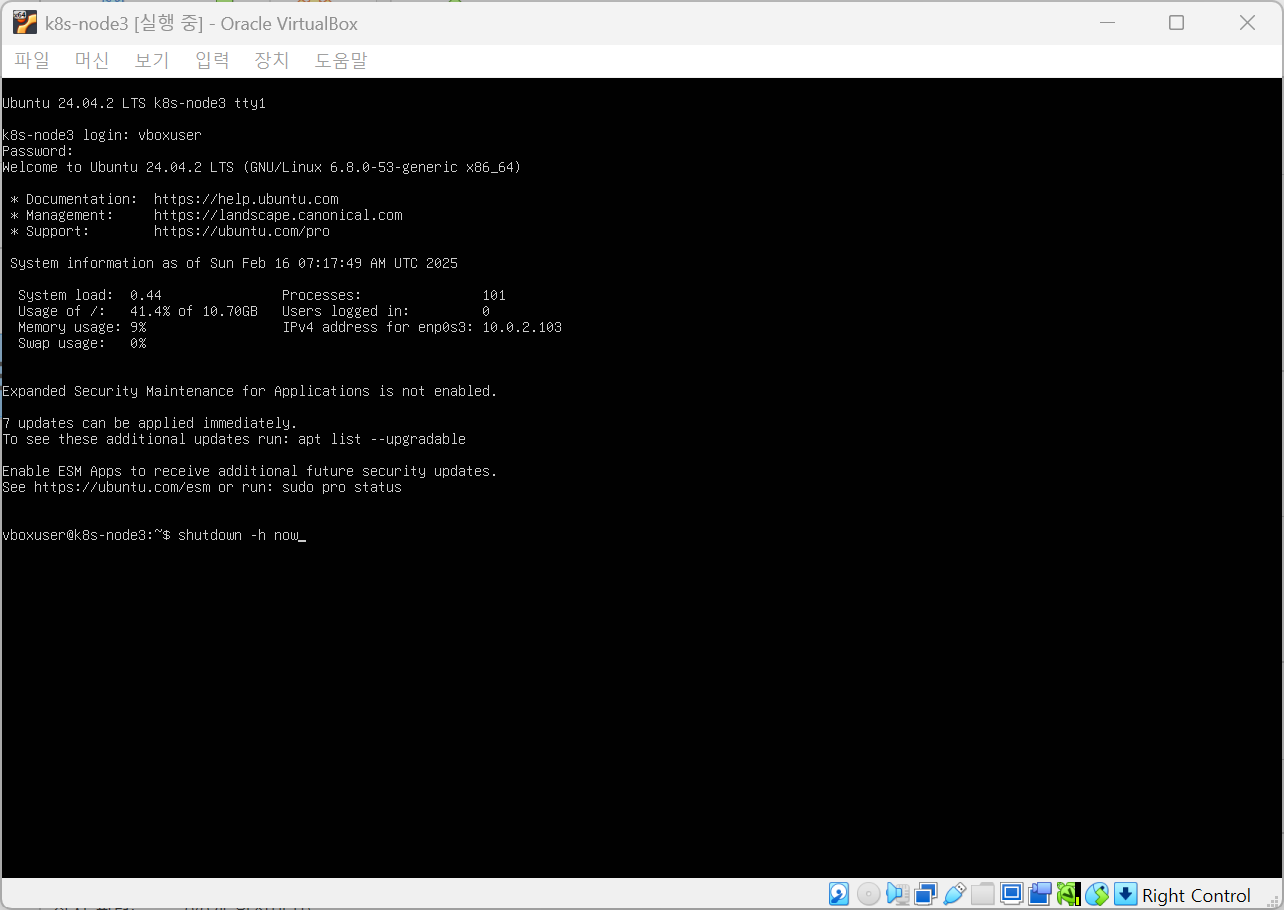 k8s-node3 [실행 중] - Oracle VirtualBox
파일 머신 보기 입력 장치 도움말
Ubuntu 24.04.2 LTS k8s-node3 tty1
k8s-node3 login: vboxuser
Password:
Welcome to Ubuntu 24.04.2 LTS (GNU/Linux 6.8.0-53-generic x86_64)
* Documentation:  https://help.ubuntu.com
* Management:     https://landscape.canonical.com
* Support:        https://ubuntu.com/pro
System information as of Sun Feb 16 07:17:49 AM UTC 2025
System load:  0.44               Processes:               101
Usage of /:   41.4% of 10.70GB   Users logged in:         0
Memory usage: 9%                 IPv4 address for enp0s3: 10.0.2.103
Swap usage:   0%
Expanded Security Maintenance for Applications is not enabled.
7 updates can be applied immediately.
To see these additional updates run: apt list --upgradable
Enable ESM Apps to receive additional future security updates.
See https://ubuntu.com/esm or run: sudo pro status
vboxuser@k8s-node3:~$ shutdown -h now_
Right Control